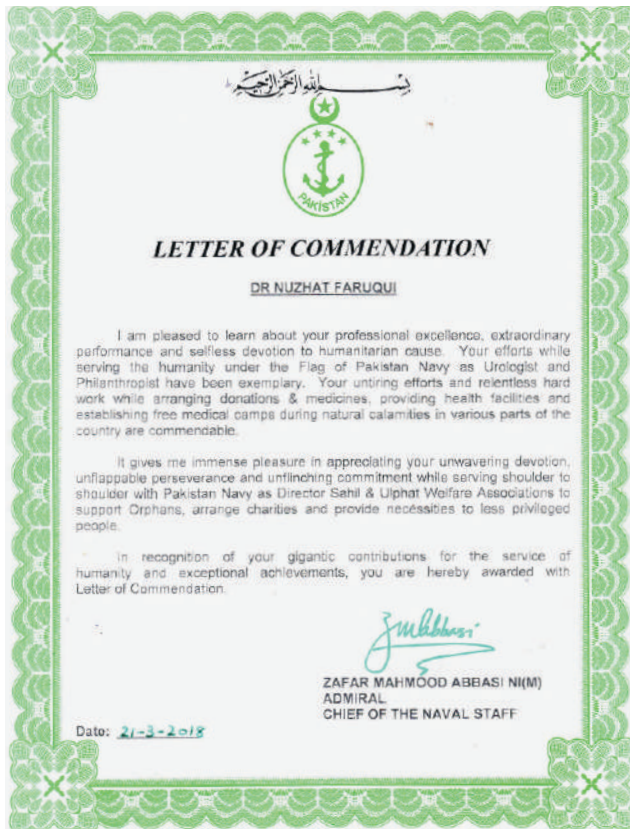 بسم الله الرحمن الرحيم
PAKISTAN
LETTER OF COMMENDATION
DR NUZHAT FARUQUI
I am pleased to learn about your professional excellence, extraordinary
performance and selfless devotion to humanitarian cause. Your efforts while
serving the humanity under the Flag of Pakistan Navy as Urologist and
Philanthropist have been exemplary. Your untiring efforts and relentless hard
work while arranging donations & medicines, providing health facilities and
establishing free medical camps during natural calamities in various parts of the
country are commendable.
It gives me immense pleasure in appreciating your unwavering devotion,
unflappable perseverance and unflinching commitment while serving shoulder to
shoulder with Pakistan Navy as Director Sahil & Ulphat Welfare Associations to
support Orphans, arrange charities and provide necessities to less privileged
people.
In recognition of your gigantic contributions for the service of
humanity and exceptional achievements, you are hereby awarded with
Letter of Commendation.
ZMAbbasi
ZAFAR MAHMOOD ABBASI NI(M)
ADMIRAL
CHIEF OF THE NAVAL STAFF
Date: 21-3-2018